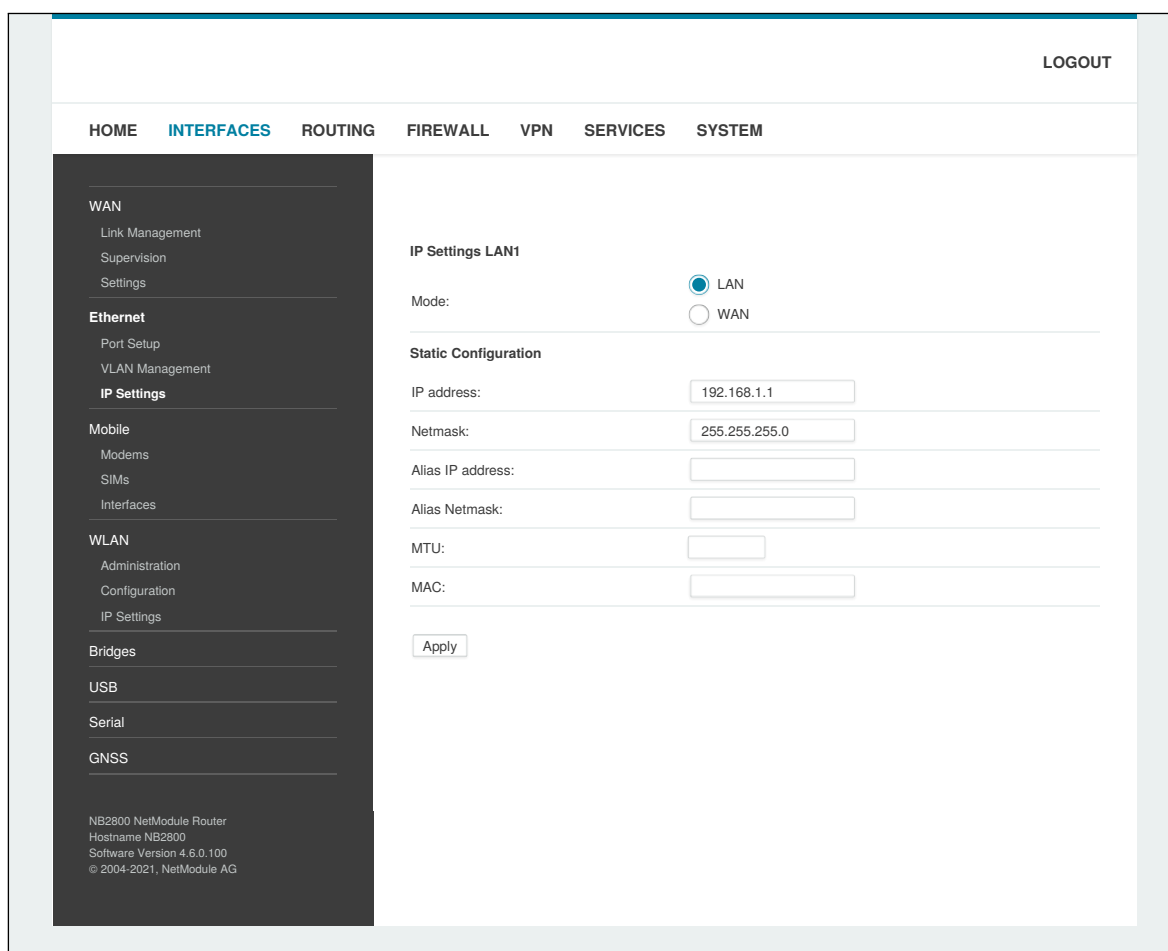 LOGOUT
HOME INTERFACES ROUTING FIREWALL VPN SERVICES SYSTEM
WAN
Link Management
Supervision
Settings
Ethernet
Port Setup
VLAN Management
IP Settings
Mobile
Modems
SIMs
Interfaces
WLAN
Administration
Configuration
IP Settings
Bridges
USB
Serial
GNSS
NB2800 NetModule Router
Hostname NB2800
Software Version 4.6.0.100
© 2004-2021, NetModule AG
IP Settings LAN1
Mode:
LAN
WAN
Static Configuration
IP address: 192.168.1.1
Netmask: 255.255.255.0
Alias IP address:
Alias Netmask:
MTU:
MAC:
Apply